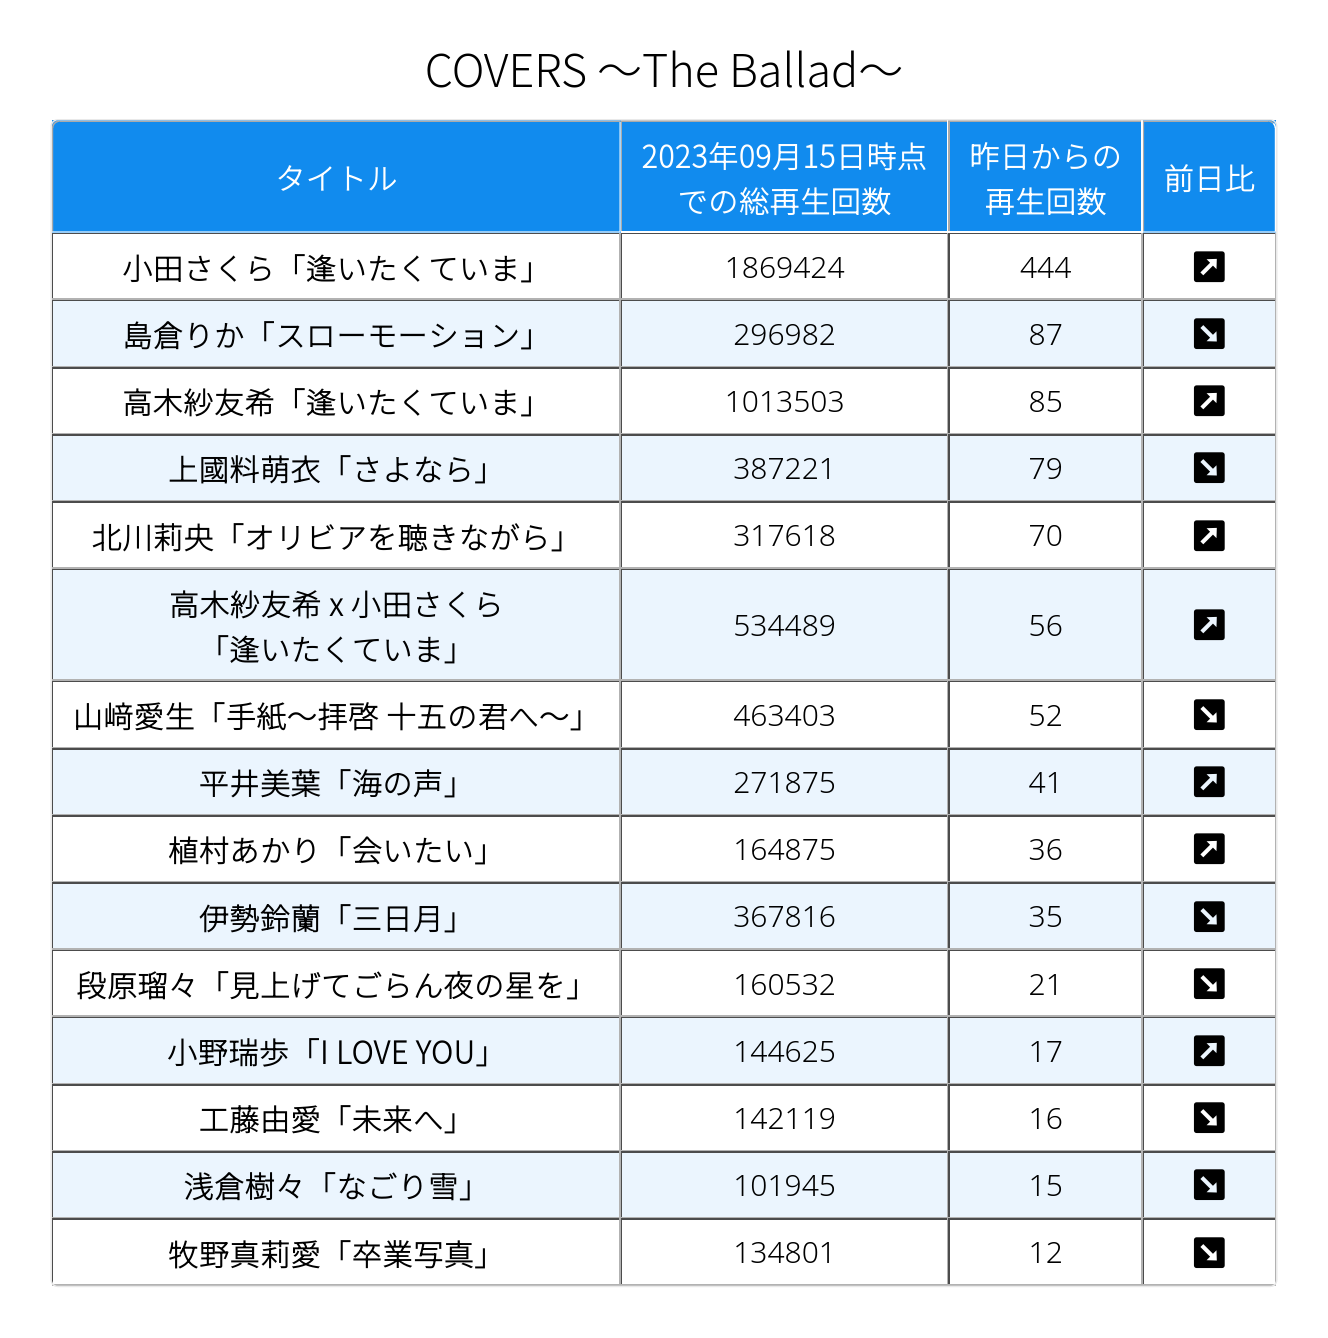 COVERS ～The Ballad～
タイトル
2023年09月15日時点
での総再生回数
昨日からの
再生回数
前日比
小田さくら「逢いたくていま」 1869424 444 ↗
島倉りか「スローモーション」 296982 87 ↘
高木紗友希「逢いたくていま」 1013503 85 ↗
上國料萌衣「さよなら」 387221 79 ↘
北川莉央「オリビアを聴きながら」 317618 70 ↗
高木紗友希 x 小田さくら
「逢いたくていま」 534489 56 ↗
山﨑愛生「手紙～拝啓 十五の君へ～」 463403 52 ↘
平井美葉「海の声」 271875 41 ↗
植村あかり「会いたい」 164875 36 ↗
伊勢鈴蘭「三日月」 367816 35 ↘
段原瑠々「見上げてごらん夜の星を」 160532 21 ↘
小野瑞歩「I LOVE YOU」 144625 17 ↗
工藤由愛「未来へ」 142119 16 ↘
浅倉樹々「なごり雪」 101945 15 ↘
牧野真莉愛「卒業写真」 134801 12 ↘